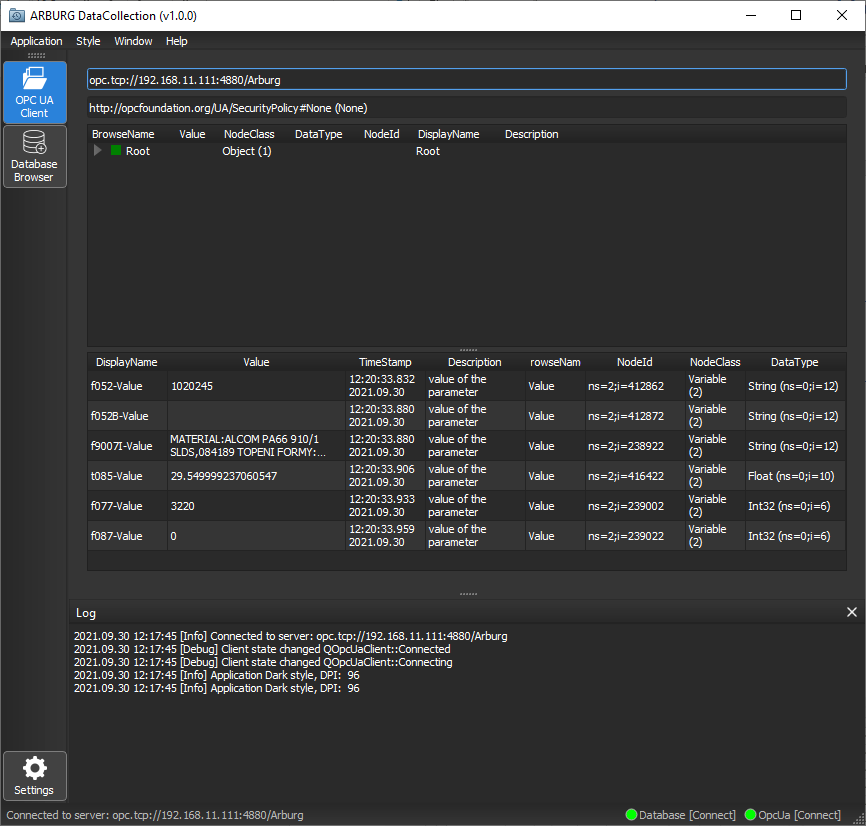 ARBURG DataCollection (v1.0.0)
Application Style Window Help
OPC UA
Client
Database
Browser
opc.tcp://192.168.11.111:4880/Arburg
http://opcfoundation.org/UA/SecurityPolicy#None (None)
BrowseName Value NodeClass DataType NodeId DisplayName Description
Root Object (1) Root
DisplayName Value TimeStamp Description rowseNam NodeId NodeClass DataType
f052-Value 1020245 12:20:33.832 2021.09.30 value of the parameter Value ns=2;i=412862 Variable (2) String (ns=0;i=12)
f052B-Value 12:20:33.880 2021.09.30 value of the parameter Value ns=2;i=412872 Variable (2) String (ns=0;i=12)
f9007I-Value MATERIAL:ALCOM PA66 910/1 SLDS,084189 TOPENI FORMY:... 12:20:33.880 2021.09.30 value of the parameter Value ns=2;i=238922 Variable (2) String (ns=0;i=12)
t085-Value 29.549999237060547 12:20:33.906 2021.09.30 value of the parameter Value ns=2;i=416422 Variable (2) Float (ns=0;i=10)
f077-Value 3220 12:20:33.933 2021.09.30 value of the parameter Value ns=2;i=239002 Variable (2) Int32 (ns=0;i=6)
f087-Value 0 12:20:33.959 2021.09.30 value of the parameter Value ns=2;i=239022 Variable (2) Int32 (ns=0;i=6)
Log
2021.09.30 12:17:45 [Info] Connected to server: opc.tcp://192.168.11.111:4880/Arburg
2021.09.30 12:17:45 [Debug] Client state changed QOpcUaClient::Connected
2021.09.30 12:17:45 [Debug] Client state changed QOpcUaClient::Connecting
2021.09.30 12:17:45 [Info] Application Dark style, DPI: 96
2021.09.30 12:17:45 [Info] Application Dark style, DPI: 96
Settings
Connected to server: opc.tcp://192.168.11.111:4880/Arburg Database [Connect] OpcUa [Connect]